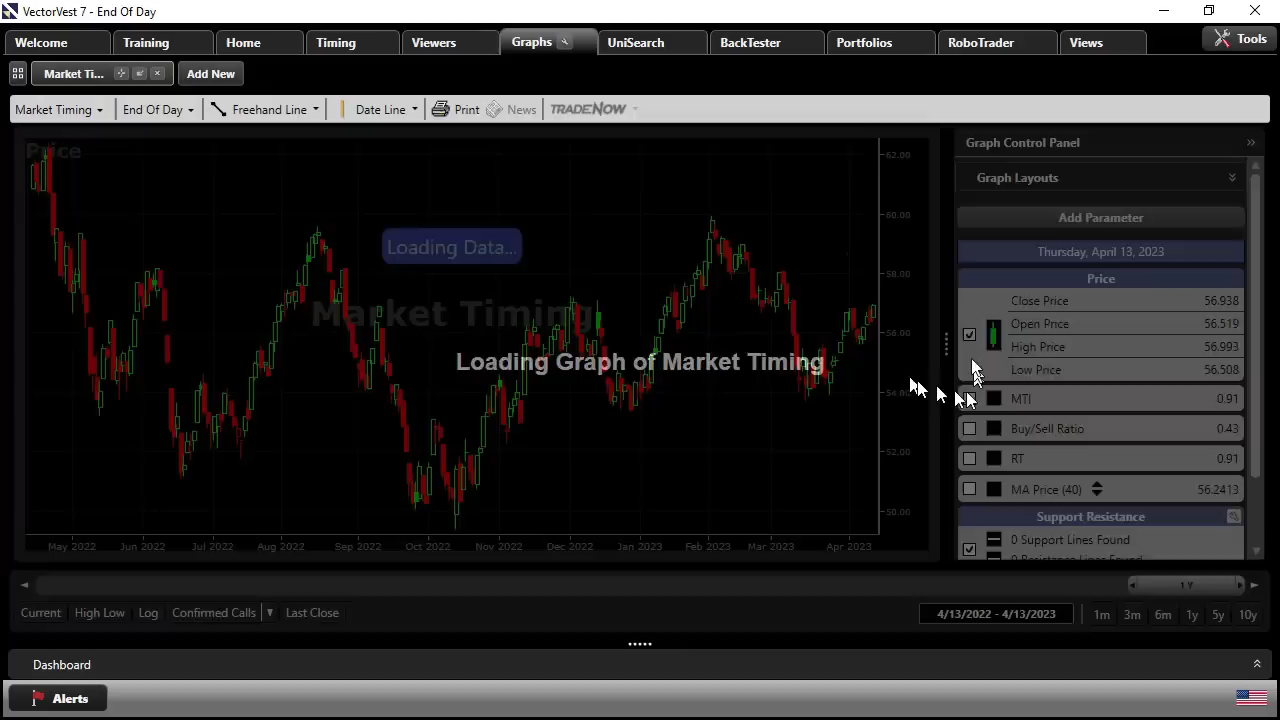 VectorVest 7 - End Of Day
Welcome
Training
Home
Timing
Viewers
Graphs
UniSearch
BackTester
Portfolios
RoboTrader
Views
Tools
Market Ti...
Add New
Market Timing
End Of Day
Freehand Line
Date Line
Print
News
TRADENOW
Price
Loading Data...
Market Timing
Loading Graph of Market Timing
62.00
60.00
58.00
56.00
54.00
52.00
50.00
May 2022
Jun 2022
Jul 2022
Aug 2022
Sep 2022
Oct 2022
Nov 2022
Dec 2022
Jan 2023
Feb 2023
Mar 2023
Apr 2023
Graph Control Panel
Graph Layouts
Add Parameter
Thursday, April 13, 2023
Price
Close Price 56.938
Open Price 56.519
High Price 56.993
Low Price 56.508
MTI 0.91
Buy/Sell Ratio 0.43
RT 0.91
MA Price (40) 56.2413
Support Resistance
0 Support Lines Found
0 Resistance Lines Found
1 Y
Current
High Low
Log
Confirmed Calls
Last Close
4/13/2022 - 4/13/2023
1m
3m
6m
1y
5y
10y
Dashboard
Alerts